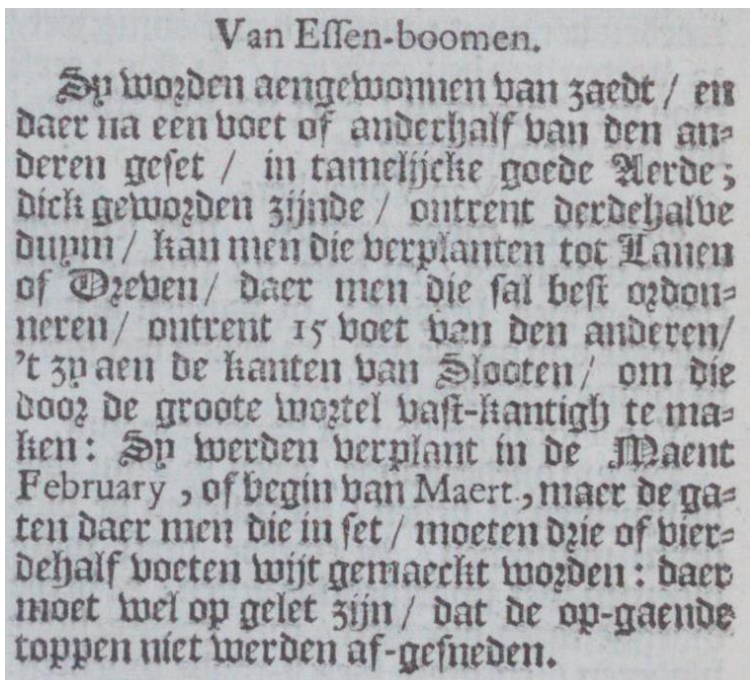 Van Eſſen-boomen.
Sy worden aengewonnen van zaedt / en
daer na een voet of anderhalf van den an-
deren geſet / in tamelijcke goede Aerde;
dick geworden zijnde / ontrent derdehalve
duym / kan men die verplanten tot Lanen
of Dreven / daer men die ſal beſt ordon-
neren / ontrent 15 voet van den anderen /
't zy aen de kanten van Slooten / om die
door de groote wortel vaſt-kantigh te ma-
ken: Sy werden verplant in de Maent
February, of begin van Maert, maer de ga-
ten daer men die in ſet / moeten drie of vier-
dehalf voeten wijt gemaeckt worden: daer
moet wel op gelet zijn / dat de op-gaende
toppen niet werden af-geſneden.